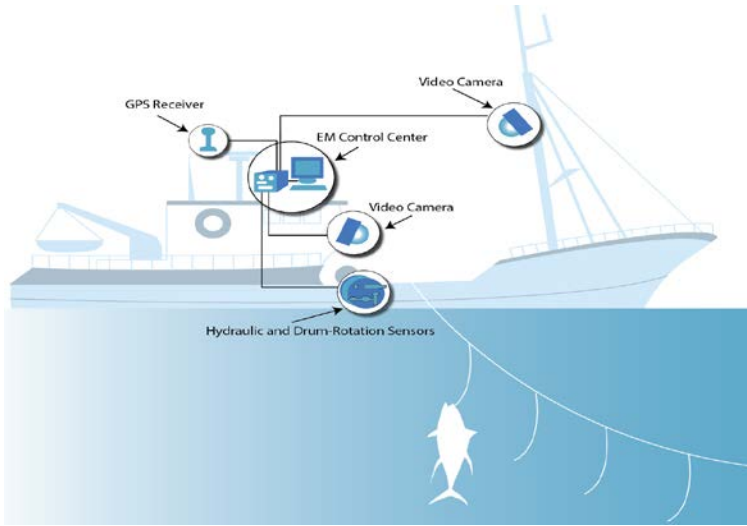 Video Camera
GPS Receiver
EM Control Center
Video Camera
Hydraulic and Drum-Rotation Sensors